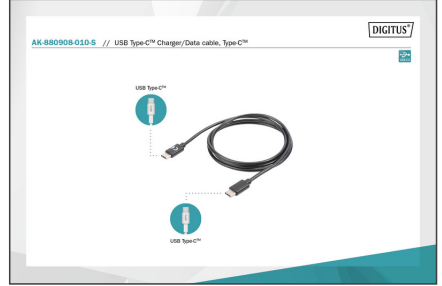 DIGITUS®
AK-880908-010-S // USB Type-C™ Charger/Data cable, Type-C™
USB Type-C™
USB Type-C™